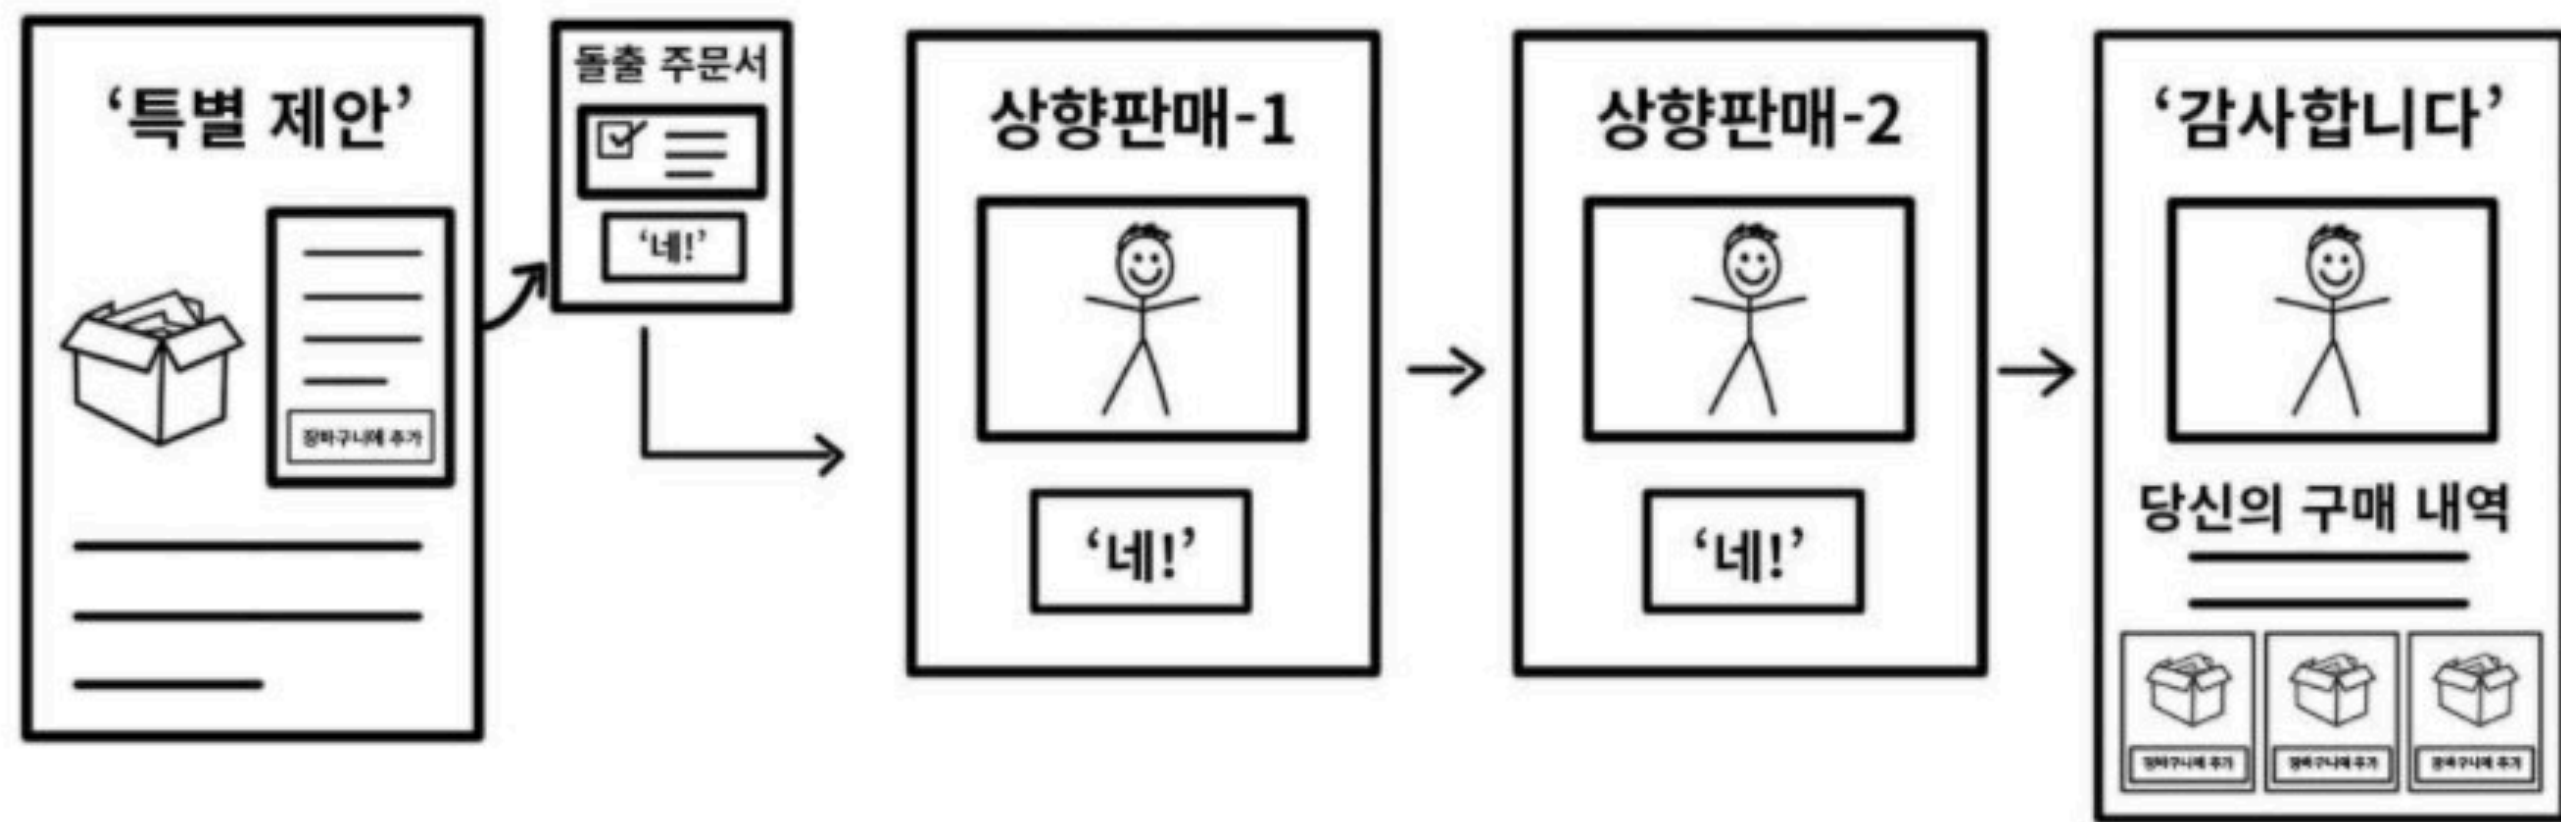 ‘특별 제안’
장바구니에 추가
돌출 주문서
‘네!’
상향판매-1
‘네!’
상향판매-2
‘네!’
‘감사합니다’
당신의 구매 내역
장바구니에 추가
장바구니에 추가
장바구니에 추가